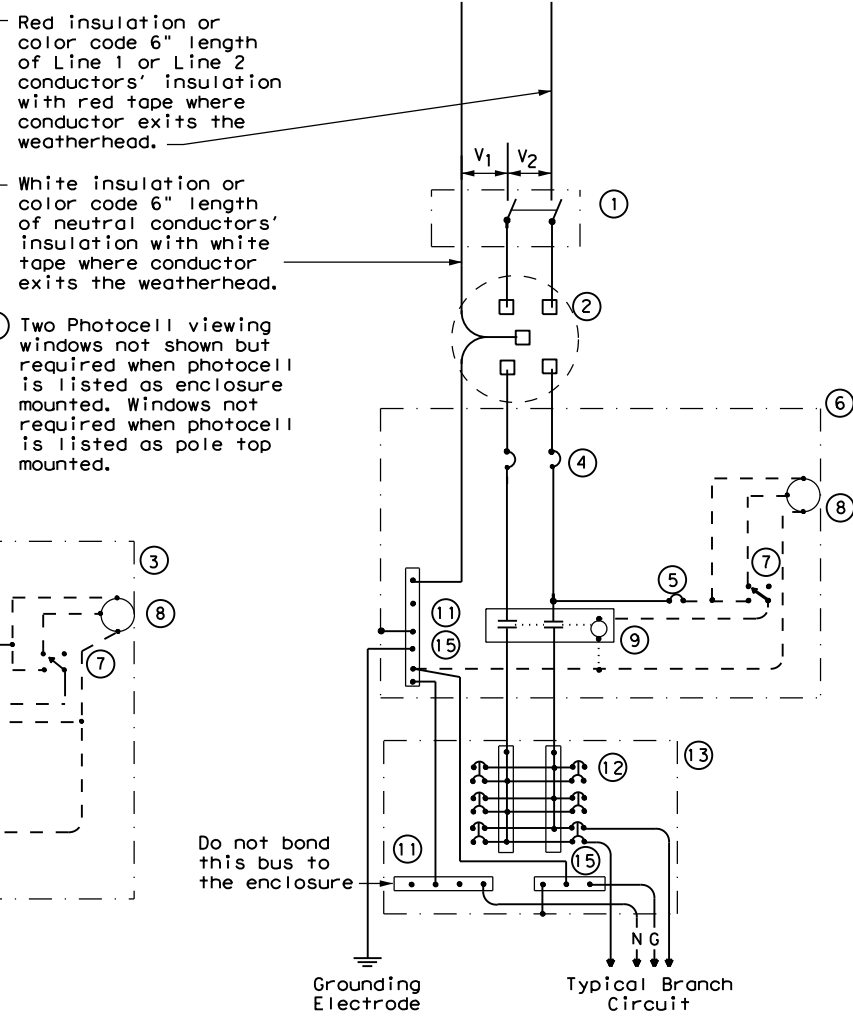 Red insulation or
color code 6" length
of Line 1 or Line 2
conductors' insulation
with red tape where
conductor exits the
weatherhead.
White insulation or
color code 6" length
of neutral conductors'
insulation with white
tape where conductor
exits the weatherhead.
Two Photocell viewing
windows not shown but
required when photocell
is listed as enclosure
mounted. Windows not
required when photocell
is listed as pole top
mounted.
V1 V2
1
2
6
4
8
7
5
11
15
9
3
8
7
13
12
Do not bond
this bus to
the enclosure
11
15
N G
Grounding
Electrode
Typical Branch
Circuit